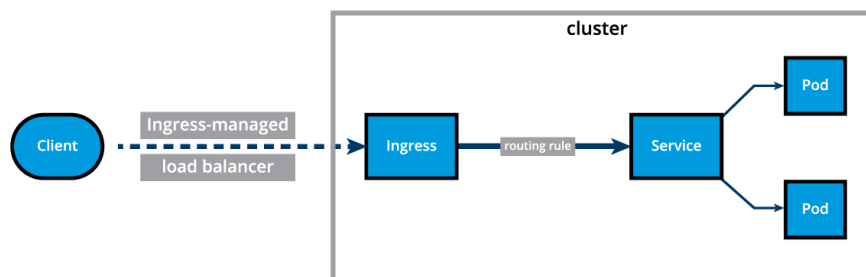 cluster
Client
Ingress-managed
load balancer
Ingress
routing rule
Service
Pod
Pod